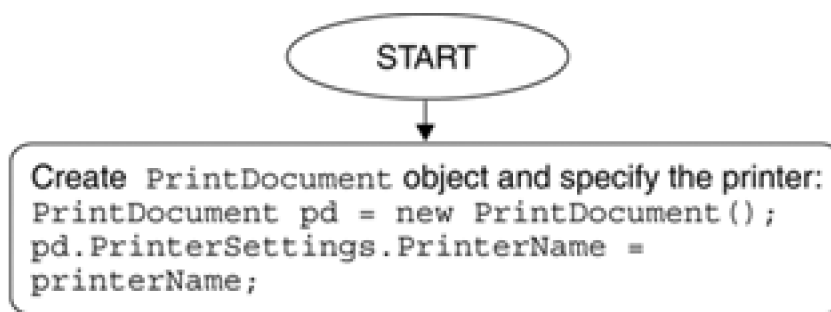 START
Create PrintDocument object and specify the printer:
PrintDocument pd = new PrintDocument();
pd.PrinterSettings.PrinterName =
printerName;